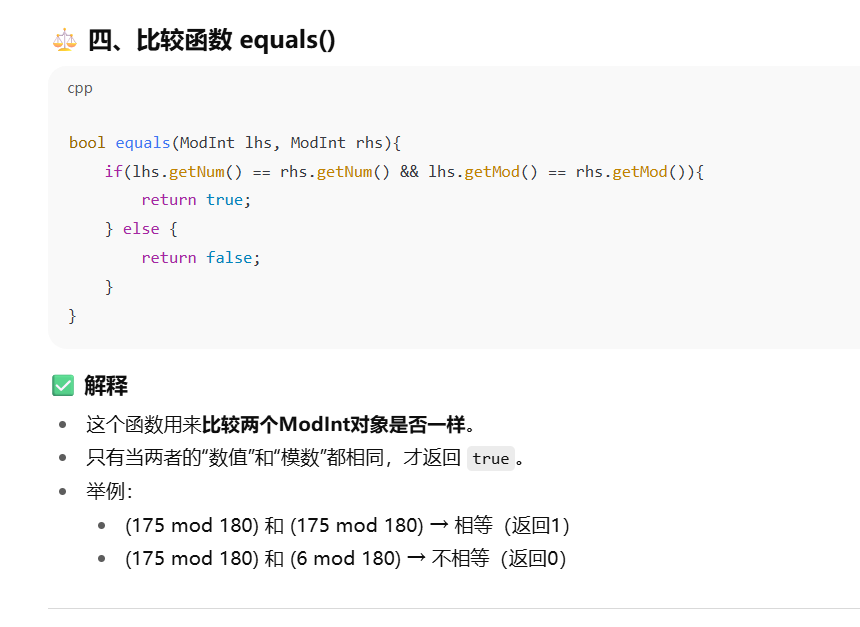 ⚖️ 四、比较函数 equals()
cpp
bool equals(ModInt lhs, ModInt rhs){
    if(lhs.getNum() == rhs.getNum() && lhs.getMod() == rhs.getMod()){
        return true;
    } else {
        return false;
    }
}
✅ 解释
• 这个函数用来比较两个ModInt对象是否一样。
• 只有当两者的“数值”和“模数”都相同，才返回 true。
• 举例：
• (175 mod 180) 和 (175 mod 180) → 相等（返回1）
• (175 mod 180) 和 (6 mod 180) → 不相等（返回0）